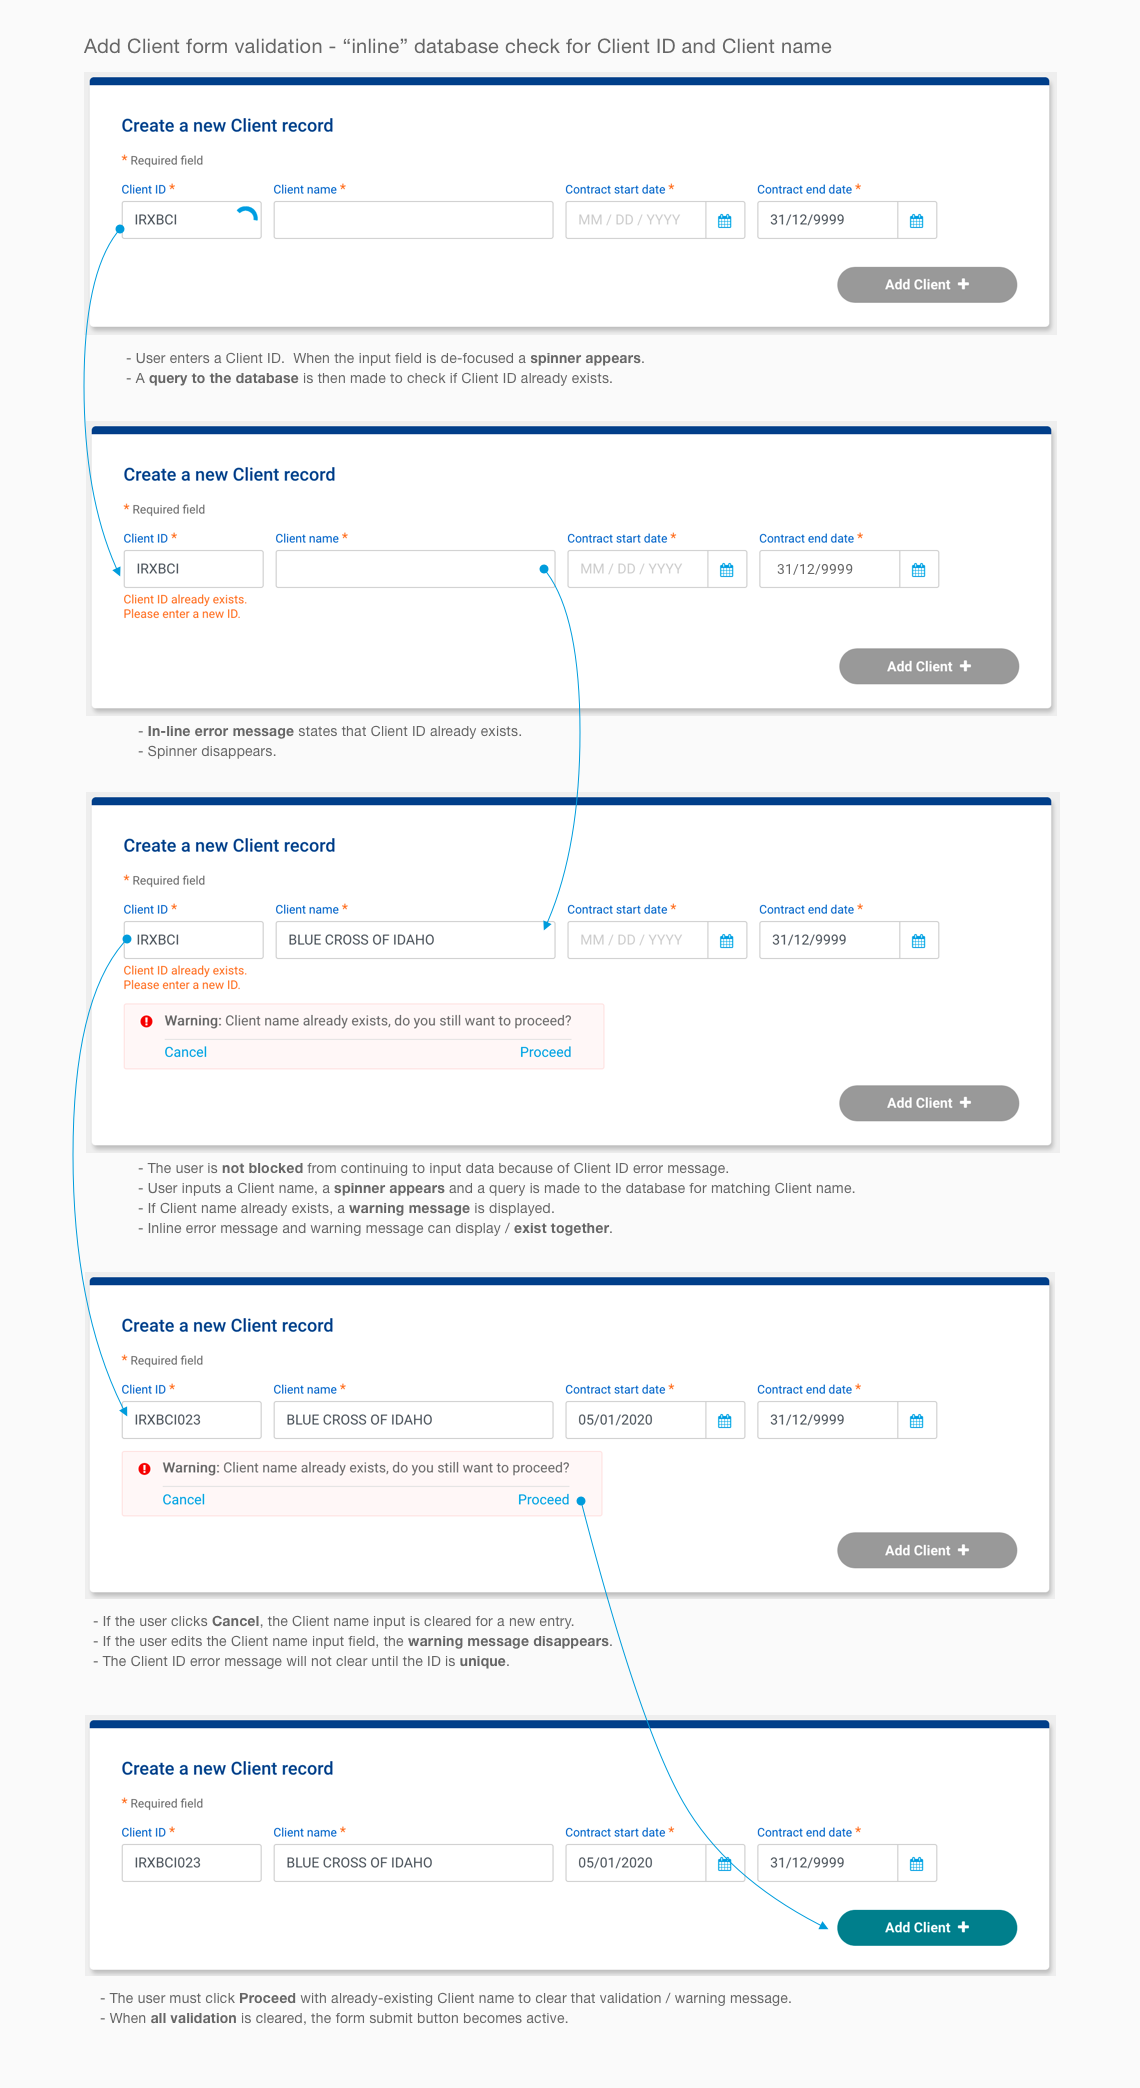 Add Client form validation - “inline” database check for Client ID and Client name
Create a new Client record
* Required field
Client ID * Client name * Contract start date * Contract end date *
IRXBCI MM / DD / YYYY 31/12/9999
Add Client +
- User enters a Client ID.  When the input field is de-focused a spinner appears.
- A query to the database is then made to check if Client ID already exists.
Create a new Client record
* Required field
Client ID * Client name * Contract start date * Contract end date *
IRXBCI MM / DD / YYYY 31/12/9999
Client ID already exists.
Please enter a new ID.
Add Client +
- In-line error message states that Client ID already exists.
- Spinner disappears.
Create a new Client record
* Required field
Client ID * Client name * Contract start date * Contract end date *
IRXBCI BLUE CROSS OF IDAHO MM / DD / YYYY 31/12/9999
Client ID already exists.
Please enter a new ID.
Warning: Client name already exists, do you still want to proceed?
Cancel Proceed
Add Client +
- The user is not blocked from continuing to input data because of Client ID error message.
- User inputs a Client name, a spinner appears and a query is made to the database for matching Client name.
- If Client name already exists, a warning message is displayed.
- Inline error message and warning message can display / exist together.
Create a new Client record
* Required field
Client ID * Client name * Contract start date * Contract end date *
IRXBCI023 BLUE CROSS OF IDAHO 05/01/2020 31/12/9999
Warning: Client name already exists, do you still want to proceed?
Cancel Proceed
Add Client +
- If the user clicks Cancel, the Client name input is cleared for a new entry.
- If the user edits the Client name input field, the warning message disappears.
- The Client ID error message will not clear until the ID is unique.
Create a new Client record
* Required field
Client ID * Client name * Contract start date * Contract end date *
IRXBCI023 BLUE CROSS OF IDAHO 05/01/2020 31/12/9999
Add Client +
- The user must click Proceed with already-existing Client name to clear that validation / warning message.
- When all validation is cleared, the form submit button becomes active.